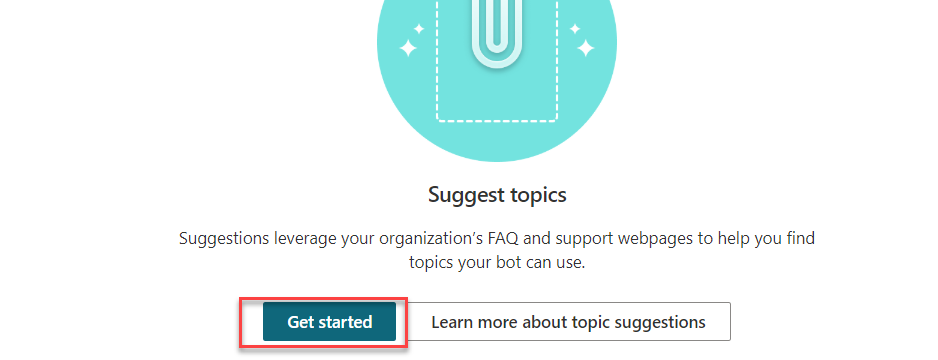 Suggest topics
Suggestions leverage your organization’s FAQ and support webpages to help you find
topics your bot can use.
Get started
Learn more about topic suggestions